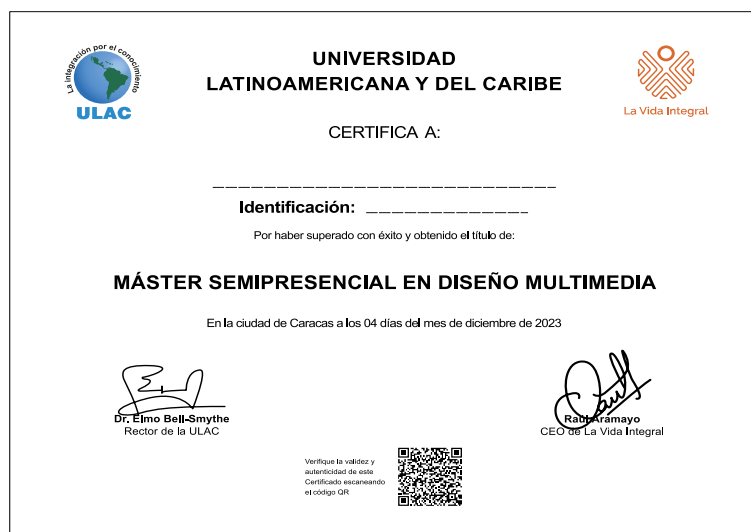 La integración por el conocimiento
ULAC
UNIVERSIDAD
LATINOAMERICANA Y DEL CARIBE
La Vida Integral
CERTIFICA A:
Identificación:
Por haber superado con éxito y obtenido el título de:
MÁSTER SEMIPRESENCIAL EN DISEÑO MULTIMEDIA
En la ciudad de Caracas a los 04 días del mes de diciembre de 2023
Dr. Elmo Bell-Smythe
Rector de la ULAC
Raúl Aramayo
CEO de La Vida Integral
Verifique la validez y
autenticidad de este
Certificado escaneando
el código QR